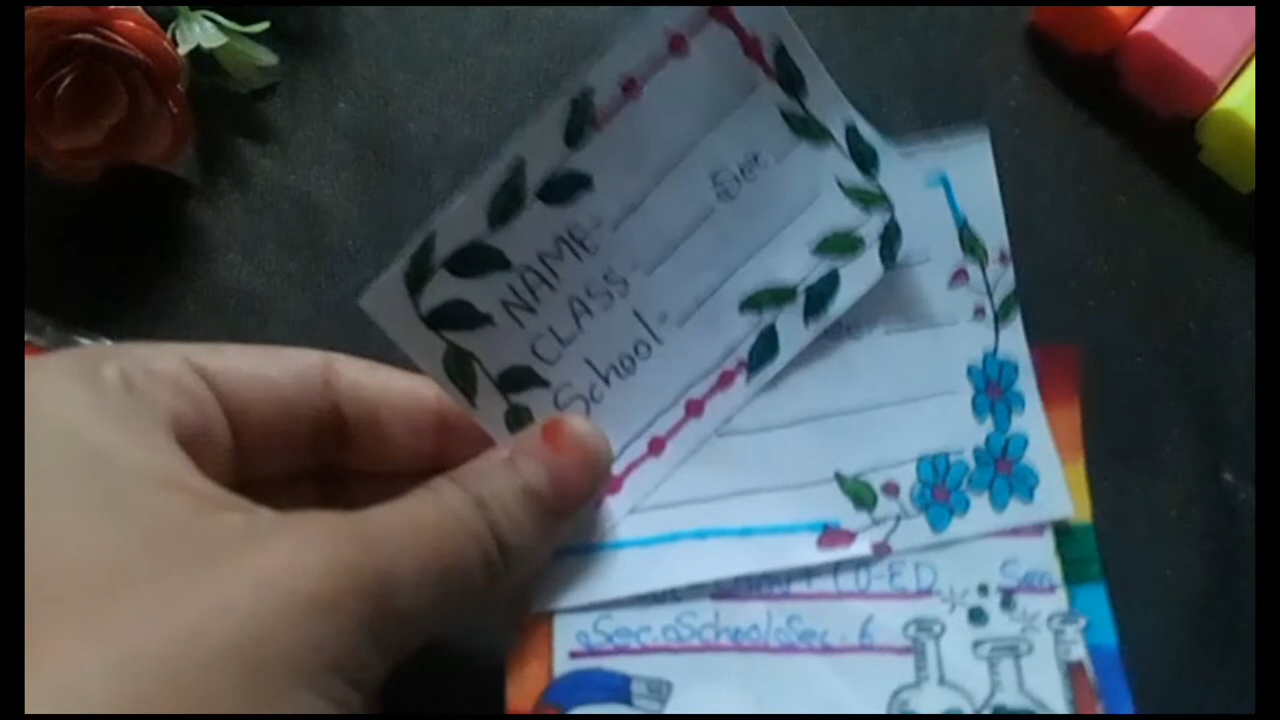 NAME-
CLASS- Sec
School-
CO-ED Sec
Sec. School Sec. 6